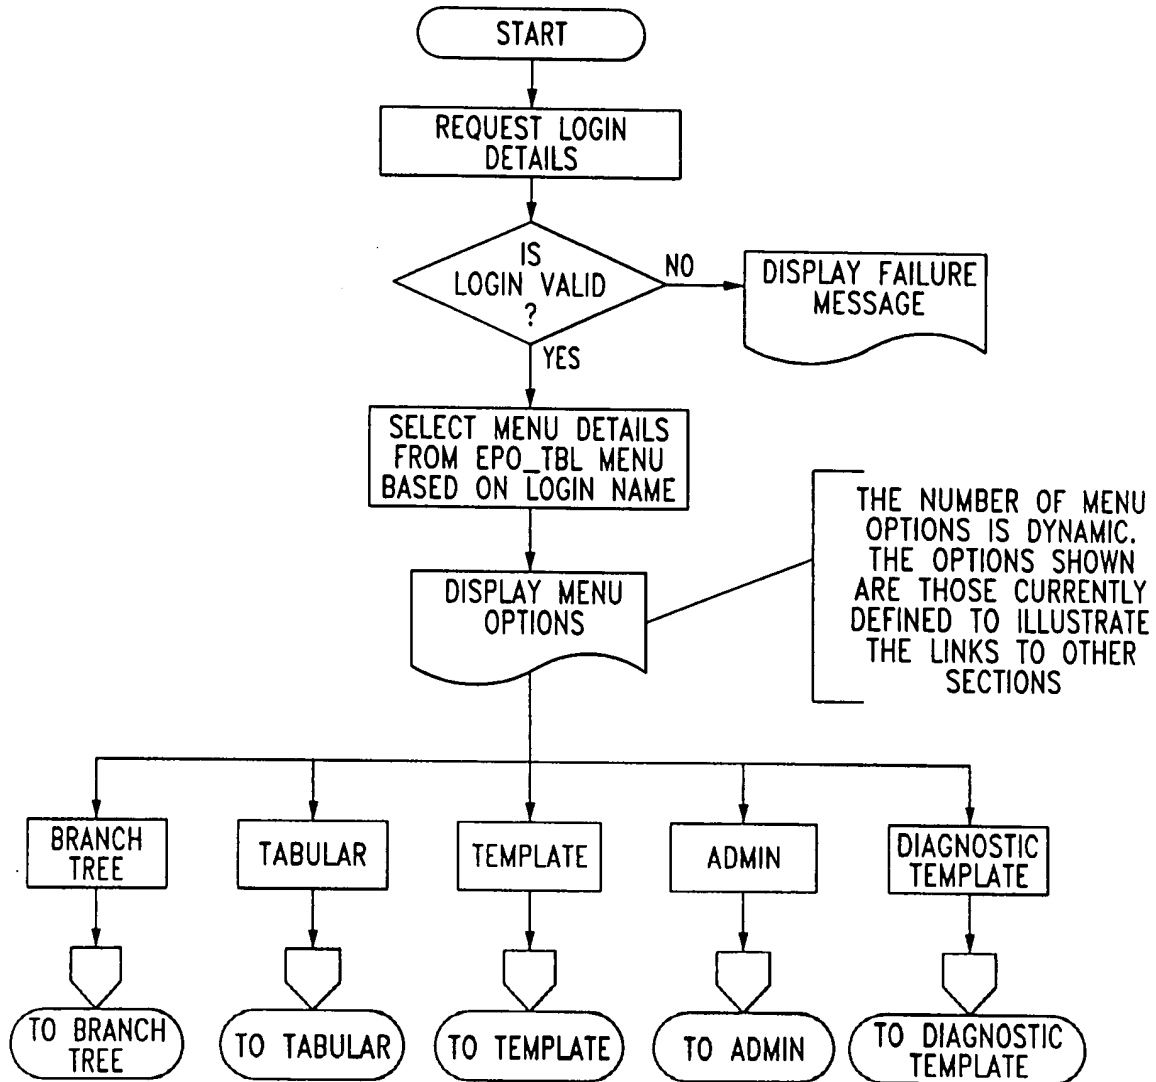 START
REQUEST LOGIN
DETAILS
IS
LOGIN VALID
?
NO
DISPLAY FAILURE
MESSAGE
YES
SELECT MENU DETAILS
FROM EPO_TBL MENU
BASED ON LOGIN NAME
DISPLAY MENU
OPTIONS
THE NUMBER OF MENU
OPTIONS IS DYNAMIC.
THE OPTIONS SHOWN
ARE THOSE CURRENTLY
DEFINED TO ILLUSTRATE
THE LINKS TO OTHER
SECTIONS
BRANCH
TREE
TABULAR
TEMPLATE
ADMIN
DIAGNOSTIC
TEMPLATE
TO BRANCH
TREE
TO TABULAR
TO TEMPLATE
TO ADMIN
TO DIAGNOSTIC
TEMPLATE